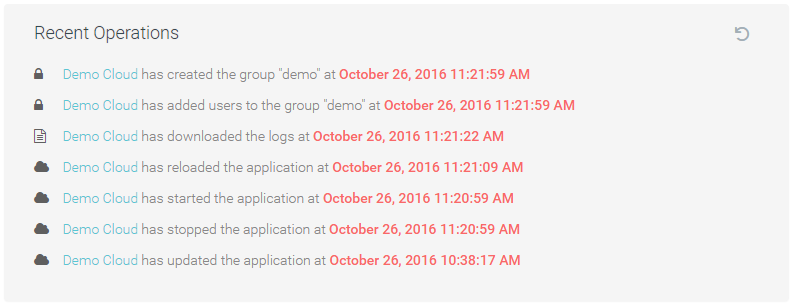 Recent Operations
Demo Cloud has created the group "demo" at October 26, 2016 11:21:59 AM
Demo Cloud has added users to the group "demo" at October 26, 2016 11:21:59 AM
Demo Cloud has downloaded the logs at October 26, 2016 11:21:22 AM
Demo Cloud has reloaded the application at October 26, 2016 11:21:09 AM
Demo Cloud has started the application at October 26, 2016 11:20:59 AM
Demo Cloud has stopped the application at October 26, 2016 11:20:59 AM
Demo Cloud has updated the application at October 26, 2016 10:38:17 AM